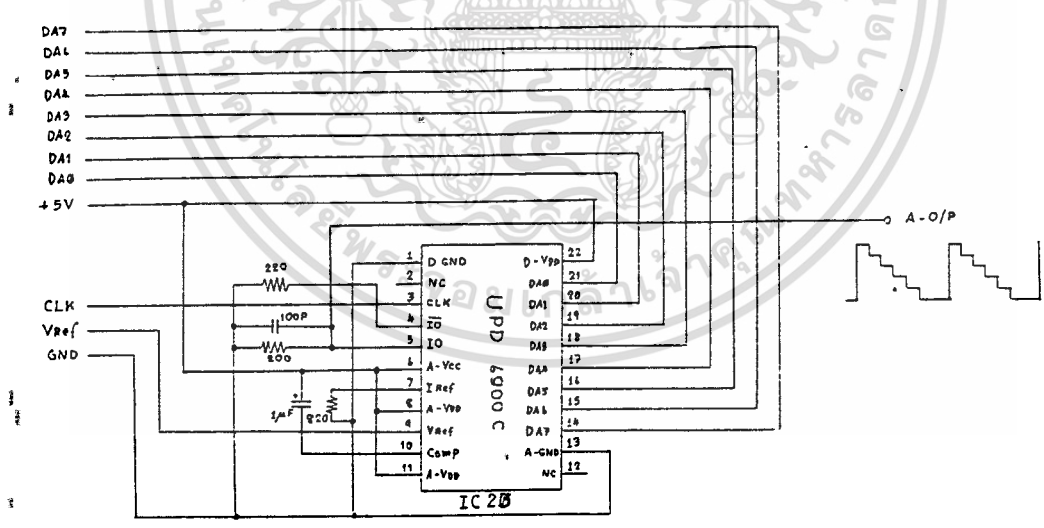 DA7
DA6
DA5
DA4
DA3
DA2
DA1
DA0
+5V
A-O/P
CLK
VRef
GND
220
100P
200
1µF
820
1 D GND
2 NC
3 CLK
4 I̅O̅
5 IO
6 A-Vcc
7 IRef
8 A-VDD
9 VRef
10 Comp
11 A-VDD
UPD 6900C
D-VDD 22
DA0 21
DA1 20
DA2 19
DA3 18
DA4 17
DA5 16
DA6 15
DA7 14
A-GND 13
NC 12
IC 20